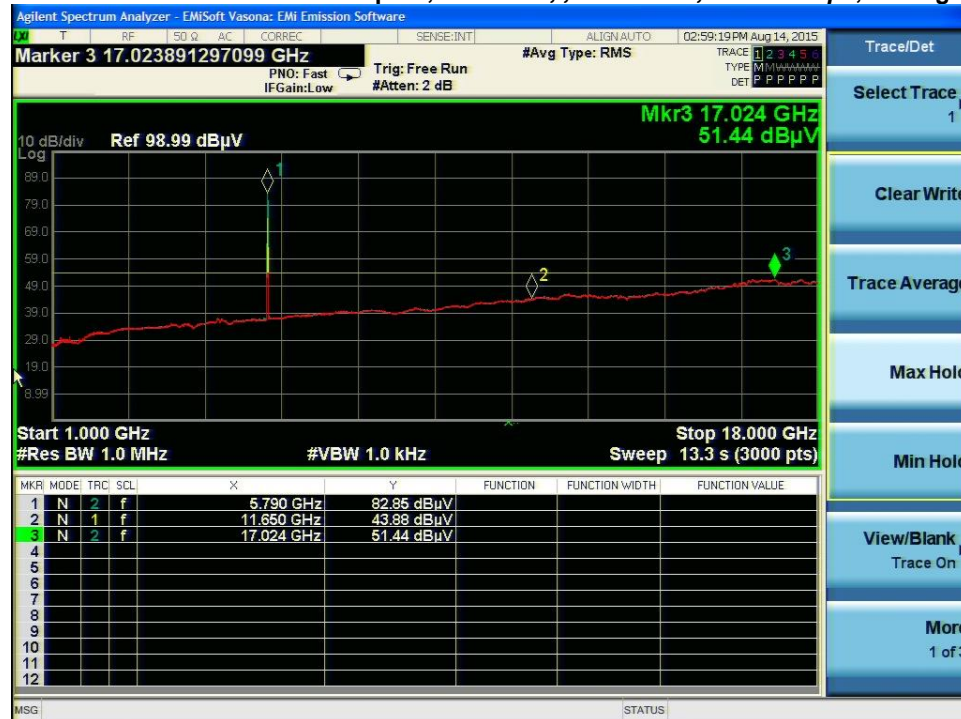 Agilent Spectrum Analyzer - EMiSoft Vasona: EMi Emission Software
LXI T RF 50 Ω AC CORREC SENSE:INT ALIGNAUTO 02:59:19PM Aug 14, 2015
Marker 3 17.023891297099 GHz #Avg Type: RMS TRACE 1 2 3 4 5 6
PNO: Fast Trig: Free Run TYPE M M W W W W
IFGain:Low #Atten: 2 dB DET P P P P P P
Mkr3 17.024 GHz
10 dB/div Ref 98.99 dBµV 51.44 dBµV
Log
89.0
79.0
69.0
59.0
49.0
39.0
29.0
19.0
8.99
1
2
3
Start 1.000 GHz Stop 18.000 GHz
#Res BW 1.0 MHz #VBW 1.0 kHz Sweep 13.3 s (3000 pts)
MKR MODE TRC SCL X Y FUNCTION FUNCTION WIDTH FUNCTION VALUE
1 N 2 f 5.790 GHz 82.85 dBµV
2 N 1 f 11.650 GHz 43.88 dBµV
3 N 2 f 17.024 GHz 51.44 dBµV
4
5
6
7
8
9
10
11
12
MSG STATUS
Trace/Det
Select Trace
1
Clear Write
Trace Average
Max Hold
Min Hold
View/Blank
Trace On
More
1 of 3